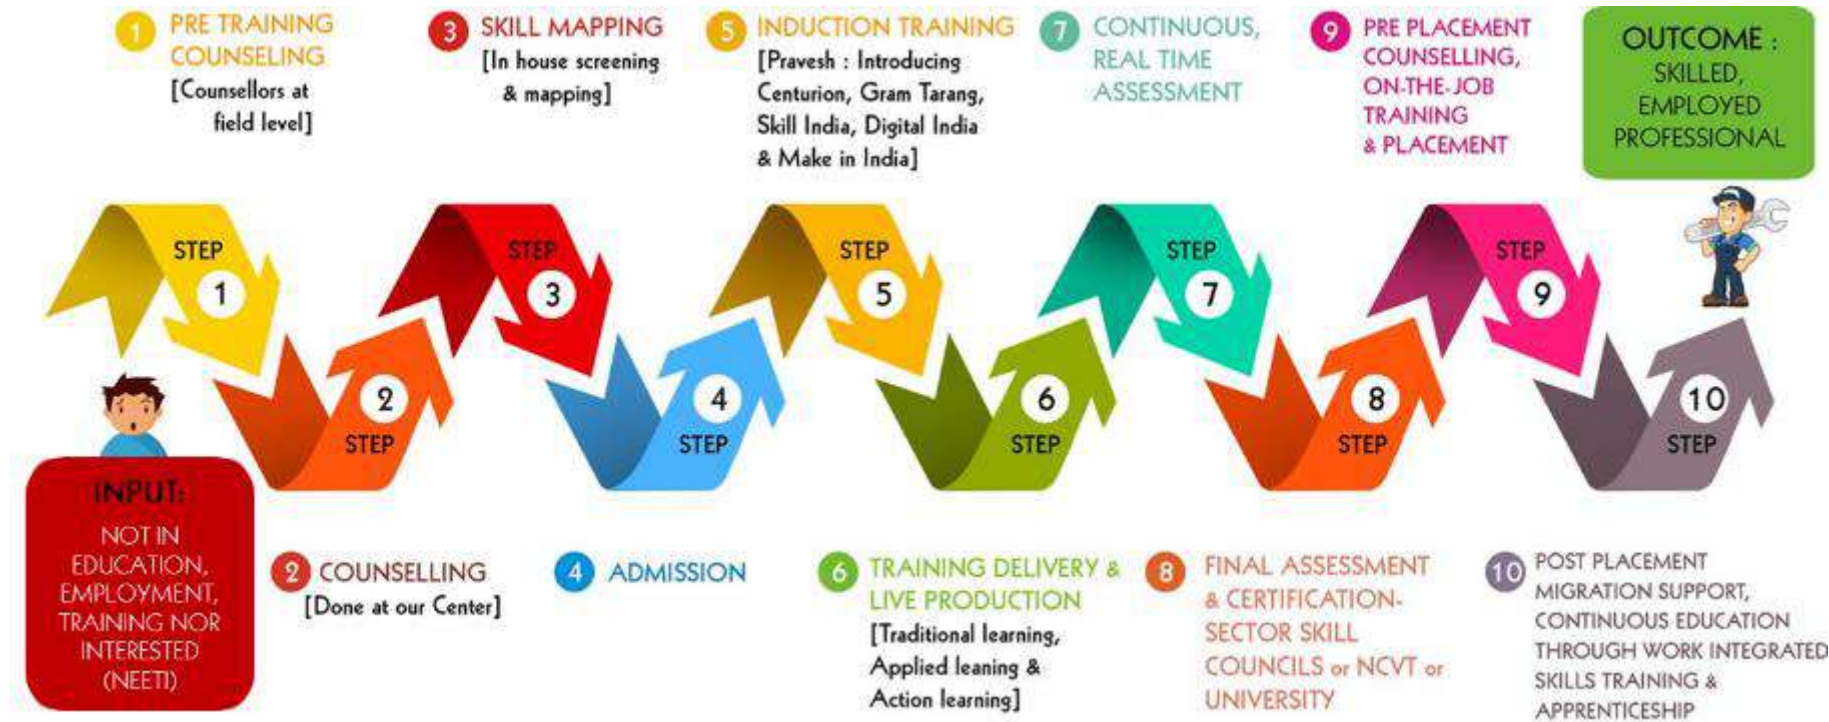 1 PRE TRAINING
COUNSELING
[Counsellors at
field level]
3 SKILL MAPPING
[In house screening
& mapping]
5 INDUCTION TRAINING
[Pravesh : Introducing
Centurion, Gram Tarang,
Skill India, Digital India
& Make in India]
7 CONTINUOUS,
REAL TIME
ASSESSMENT
9 PRE PLACEMENT
COUNSELLING,
ON-THE-JOB
TRAINING
& PLACEMENT
OUTCOME :
SKILLED,
EMPLOYED
PROFESSIONAL
STEP
1
2
STEP
STEP
3
4
STEP
STEP
5
6
STEP
STEP
7
8
STEP
STEP
9
10
STEP
INPUT:
NOT IN
EDUCATION,
EMPLOYMENT,
TRAINING NOR
INTERESTED
(NEETI)
2 COUNSELLING
[Done at our Center]
4 ADMISSION
6 TRAINING DELIVERY &
LIVE PRODUCTION
[Traditional learning,
Applied leaning &
Action learning]
8 FINAL ASSESSMENT
& CERTIFICATION-
SECTOR SKILL
COUNCILS or NCVT or
UNIVERSITY
10 POST PLACEMENT
MIGRATION SUPPORT,
CONTINUOUS EDUCATION
THROUGH WORK INTEGRATED
SKILLS TRAINING &
APPRENTICESHIP